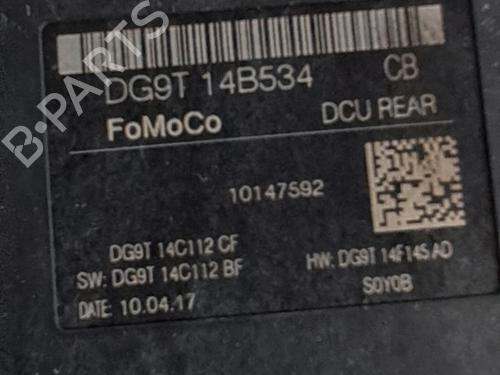 B-PARTS
DG9T 14B534 CB
FoMoCo DCU REAR
10147592
DG9T 14C112 CF
SW: DG9T 14C112 BF HW: DG9T 14F145 AD
DATE: 10.04.17 S0Y0B